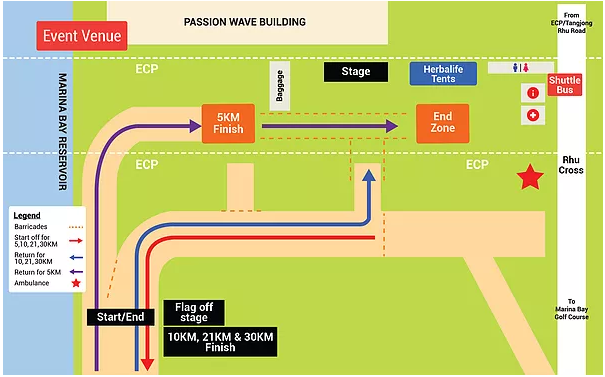 PASSION WAVE BUILDING
From
ECP/Tangjong
Rhu Road
Event Venue
ECP
Baggage
Stage
Herbalife
Tents
Shuttle
Bus
i
MARINA BAY RESERVOIR
5KM
Finish
End
Zone
ECP
ECP
Rhu
Cross
Legend
Barricades
Start off for
5,10,21,30KM
Return for
10,21,30KM
Return for 5KM
Ambulance
Start/End
Flag off
stage
10KM, 21KM & 30KM
Finish
To
Marina Bay
Golf Course